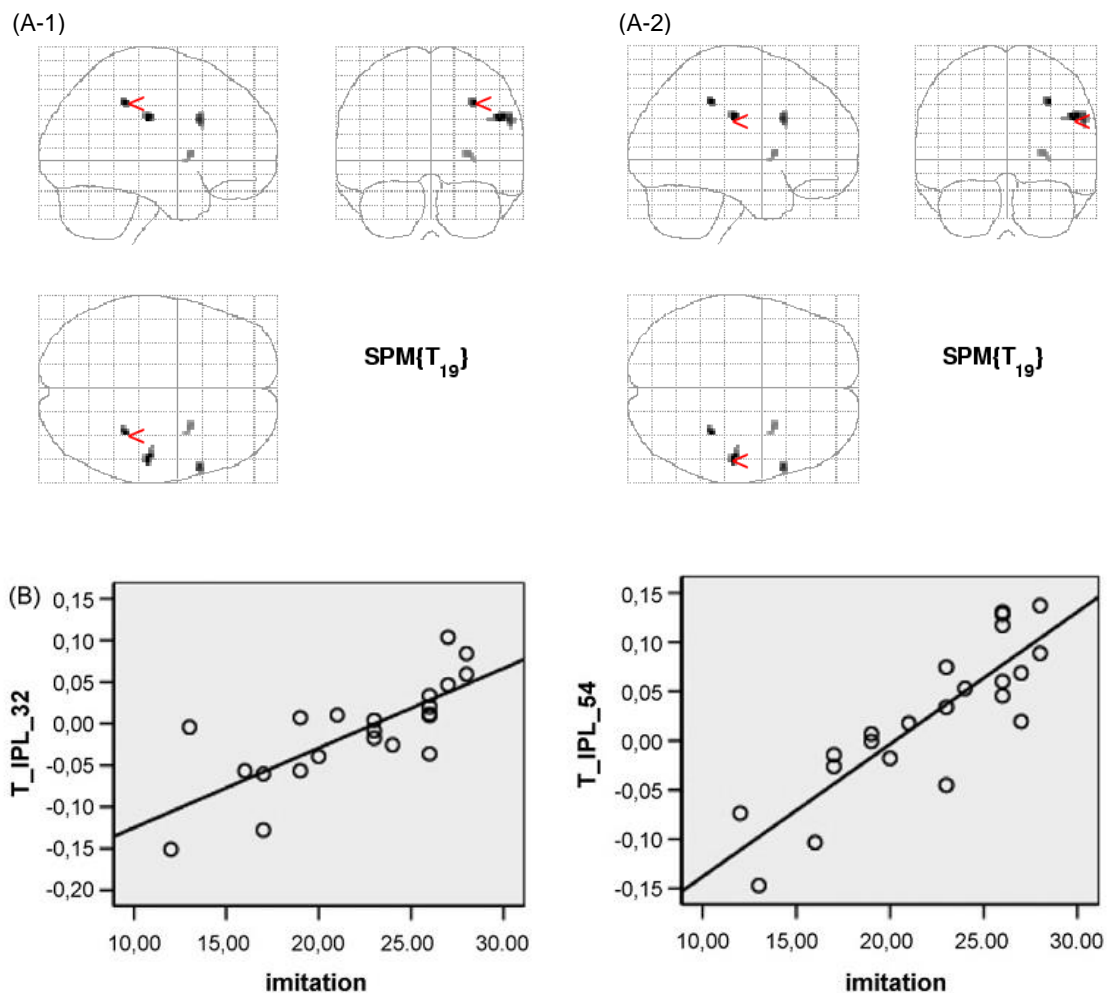 (A-1)
(A-2)
SPM{T19}
SPM{T19}
(B)
0,15
0,10
0,05
0,00
-0,05
-0,10
-0,15
-0,20
T_IPL_32
10,00 15,00 20,00 25.00 30.00
imitation
0,15
0,10
0,05
0,00
-0,05
-0,10
-0,15
T_IPL_54
10,00 15,00 20,00 25.00 30.00
imitation